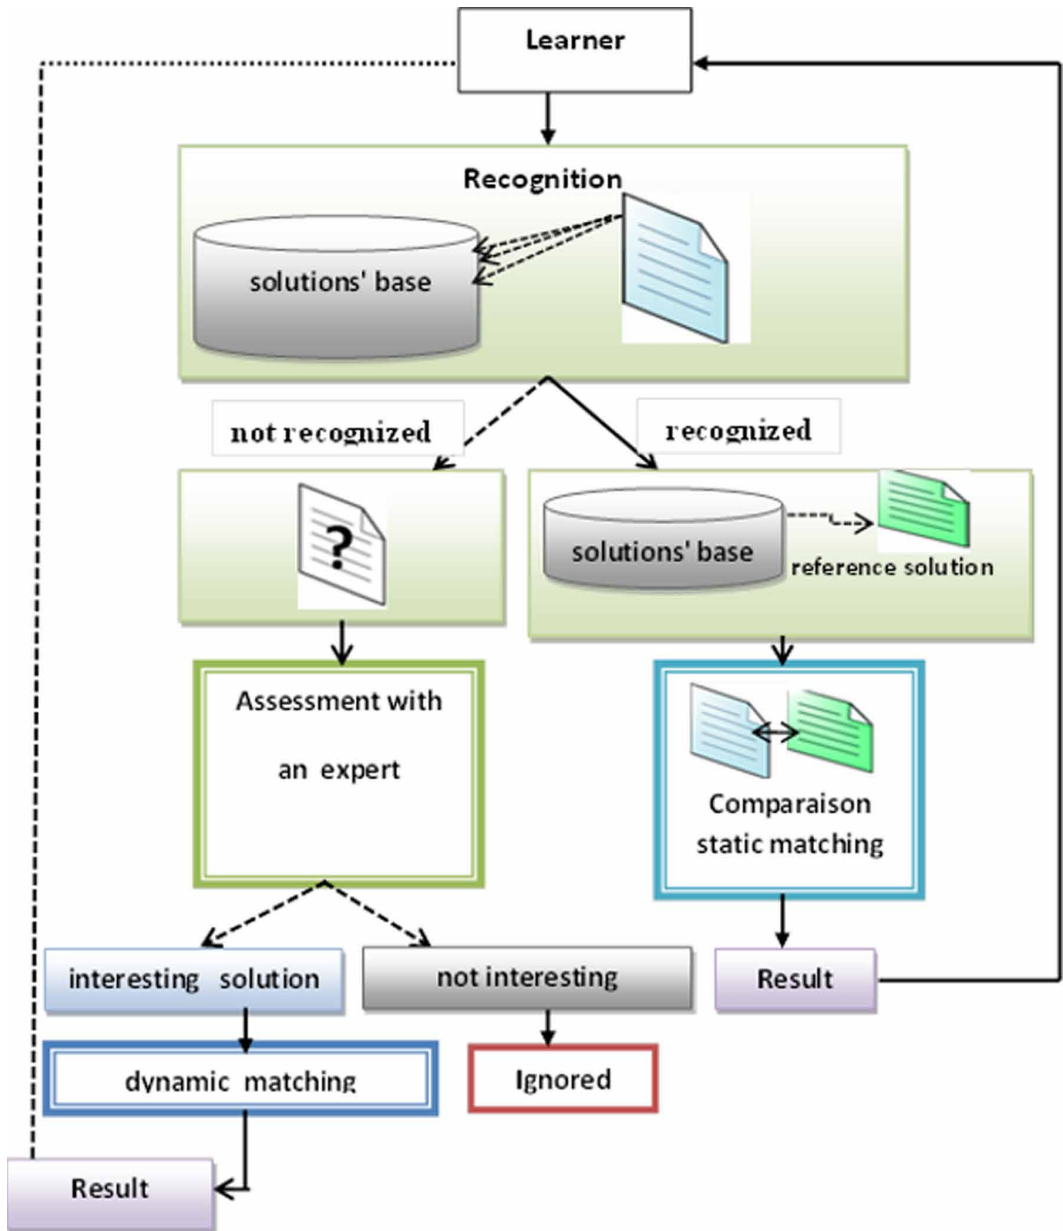 Learner
Recognition
solutions' base
not recognized
recognized
?
solutions' base
reference solution
Assessment with
an expert
Comparaison
static matching
interesting solution
not interesting
Result
dynamic matching
Ignored
Result